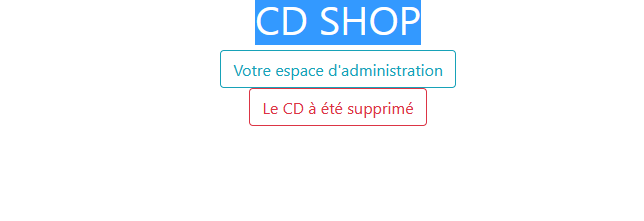 CD SHOP
Votre espace d'administration
Le CD à été supprimé